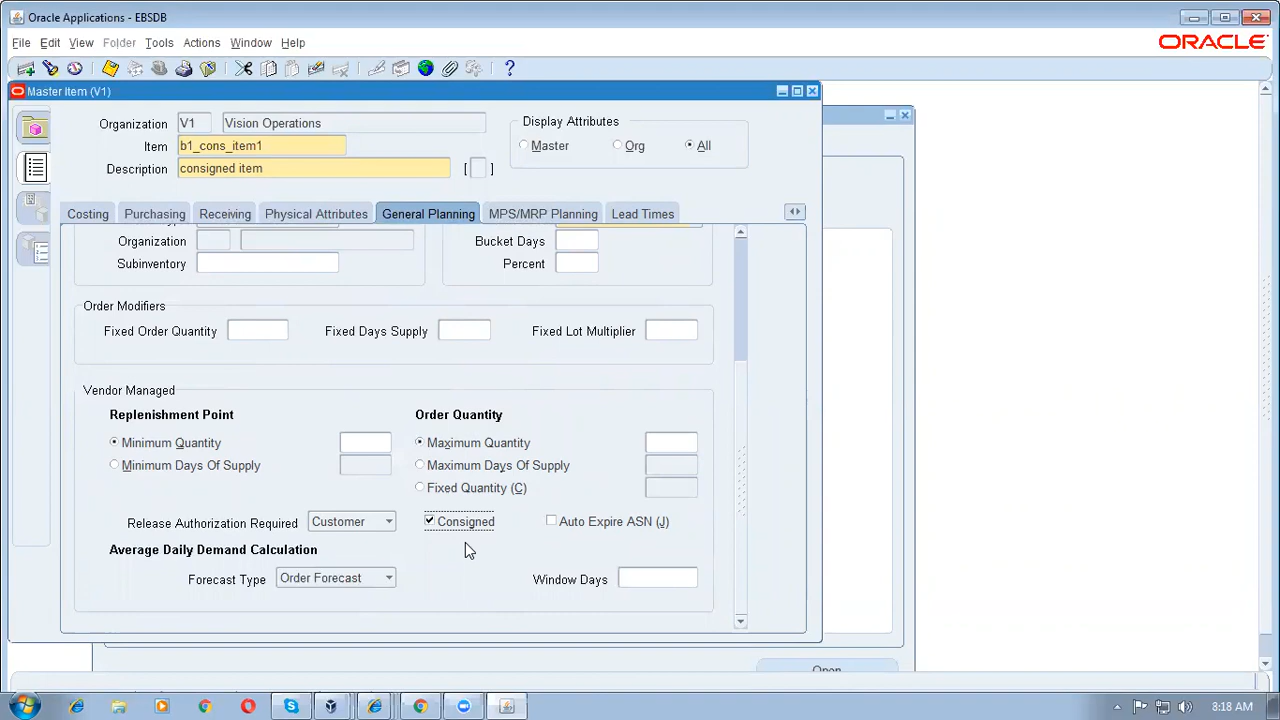 Oracle Applications - EBSDB
File Edit View Folder Tools Actions Window Help
ORACLE
Master Item (V1)
Organization V1 Vision Operations
Item b1_cons_item1
Description consigned item [ ]
Display Attributes
Master Org All
Costing Purchasing Receiving Physical Attributes General Planning MPS/MRP Planning Lead Times
Organization
Subinventory
Bucket Days
Percent
Order Modifiers
Fixed Order Quantity Fixed Days Supply Fixed Lot Multiplier
Vendor Managed
Replenishment Point Order Quantity
Minimum Quantity Maximum Quantity
Minimum Days Of Supply Maximum Days Of Supply
Fixed Quantity (C)
Release Authorization Required Customer Consigned Auto Expire ASN (J)
Average Daily Demand Calculation
Forecast Type Order Forecast Window Days
Open
8:18 AM